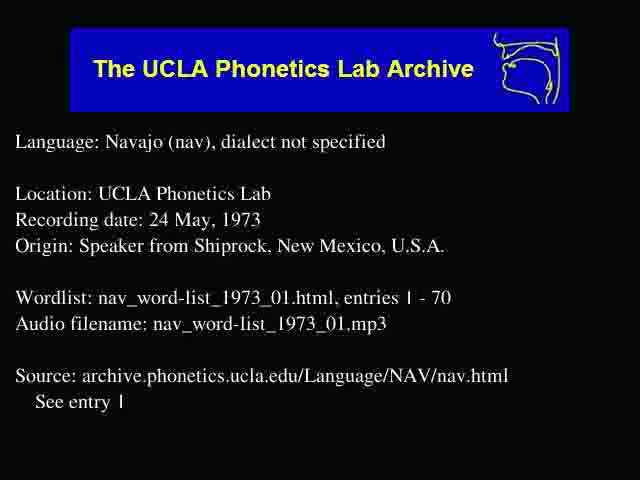 The UCLA Phonetics Lab Archive
Language: Navajo (nav), dialect not specified
Location: UCLA Phonetics Lab
Recording date: 24 May, 1973
Origin: Speaker from Shiprock, New Mexico, U.S.A.
Wordlist: nav_word-list_1973_01.html, entries 1 - 70
Audio filename: nav_word-list_1973_01.mp3
Source: archive.phonetics.ucla.edu/Language/NAV/nav.html
See entry 1